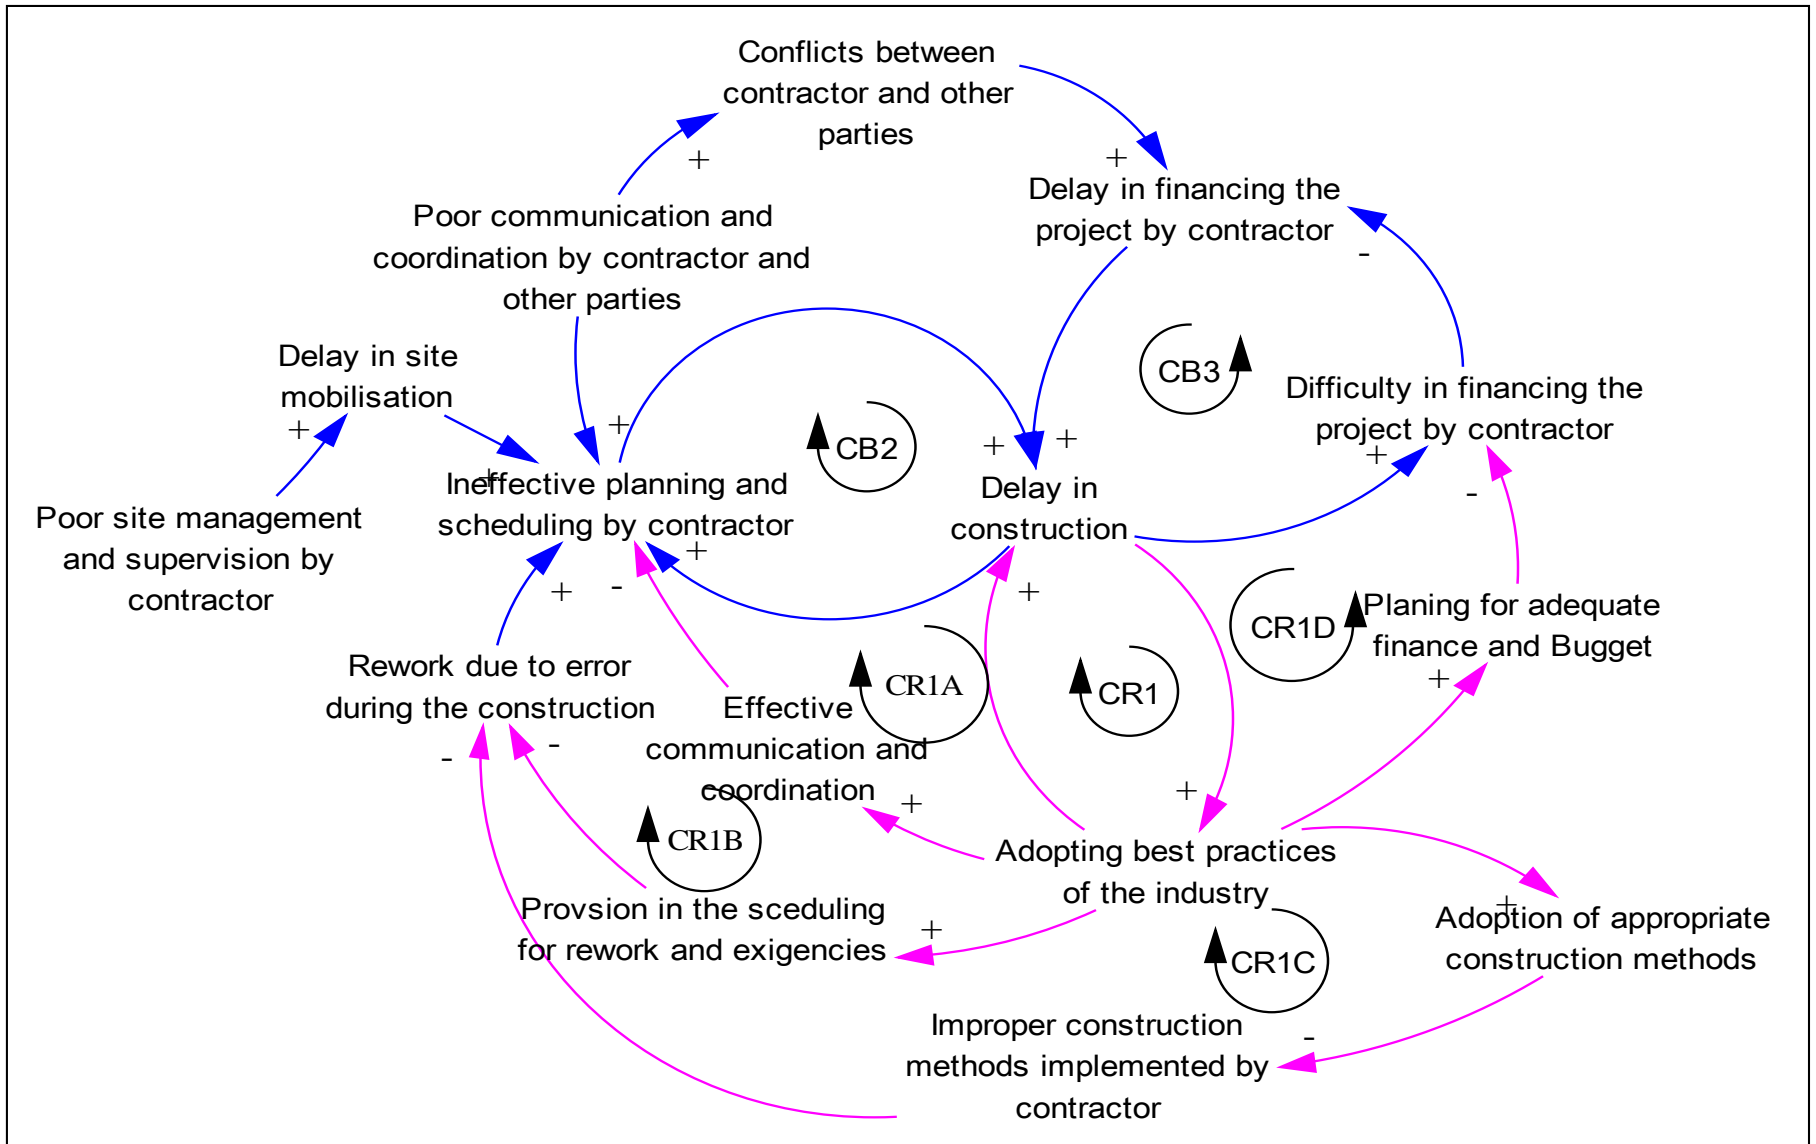 Conflicts between
contractor and other
parties
+
+
Delay in financing the
project by contractor
-
Poor communication and
coordination by contractor and
other parties
Delay in site
mobilisation
+
CB3
Difficulty in financing the
project by contractor
+
-
CB2
+
+
+
+
Ineffective planning and
scheduling by contractor
+
-
+
Delay in
construction
+
Poor site management
and supervision by
contractor
Rework due to error
during the construction
-
-
Effective
communication and
coordination
+
CR1A
CR1
CR1D
Planing for adequate
finance and Bugget
+
+
CR1B
Adopting best practices
of the industry
Provsion in the sceduling
for rework and exigencies
+
+
Adoption of appropriate
construction methods
CR1C
Improper construction
methods implemented by
contractor
-